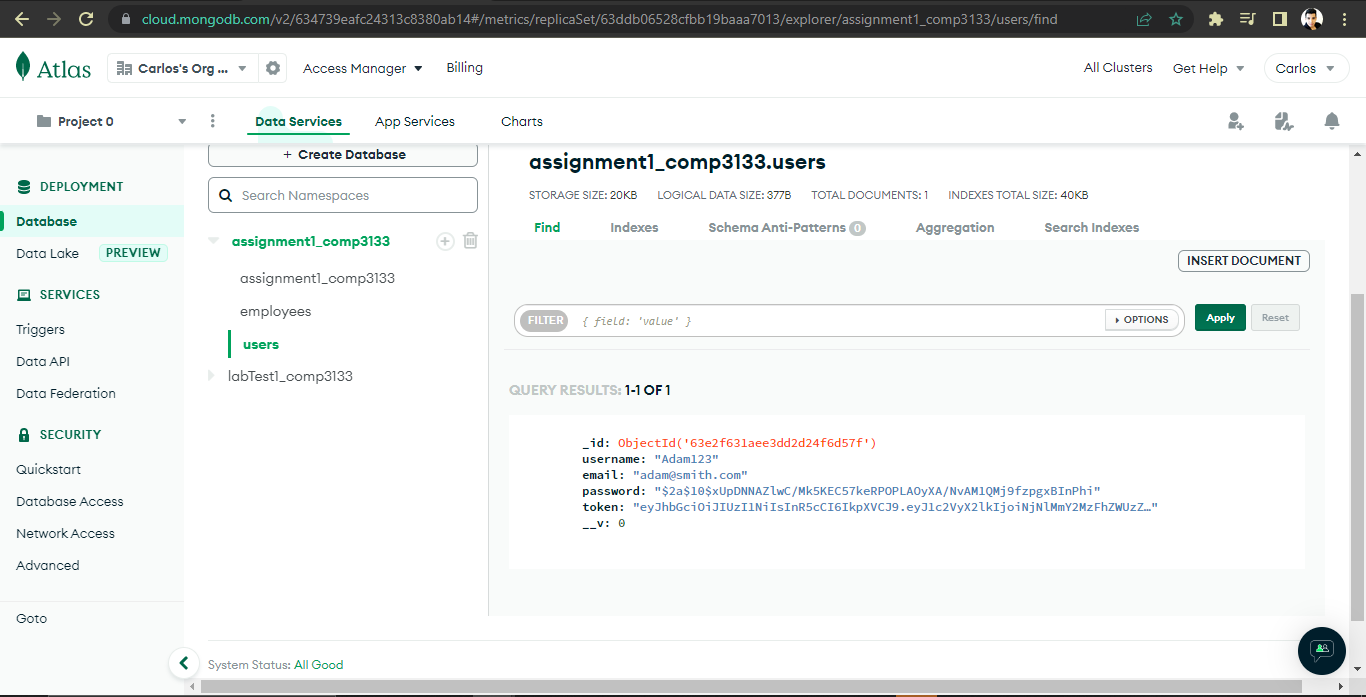 cloud.mongodb.com/v2/634739eafc24313c8380ab14#/metrics/replicaSet/63ddb06528cfbb19baaa7013/explorer/assignment1_comp3133/users/find
Atlas
Carlos's Org ...
Access Manager
Billing
All Clusters
Get Help
Carlos
Project 0
Data Services
App Services
Charts
DEPLOYMENT
Database
Data Lake
PREVIEW
SERVICES
Triggers
Data API
Data Federation
SECURITY
Quickstart
Database Access
Network Access
Advanced
Goto
+ Create Database
Search Namespaces
assignment1_comp3133
assignment1_comp3133
employees
users
labTest1_comp3133
assignment1_comp3133.users
STORAGE SIZE: 20KB LOGICAL DATA SIZE: 377B TOTAL DOCUMENTS: 1 INDEXES TOTAL SIZE: 40KB
Find
Indexes
Schema Anti-Patterns 0
Aggregation
Search Indexes
INSERT DOCUMENT
FILTER { field: 'value' }
OPTIONS
Apply
Reset
QUERY RESULTS: 1-1 OF 1
_id: ObjectId('63e2f631aee3dd2d24f6d57f')
username: "Adam123"
email: "adam@smith.com"
password: "$2a$10$xUpDNNAZlwC/Mk5KEC57keRPOPLAOyXA/NvAM1QMj9fzpgxBInPhi"
token: "eyJhbGciOiJIUzI1NiIsInR5cCI6IkpXVCJ9.eyJ1c2VyX2lkIjoiNjNlMmY2MzFhZWUzZ…"
__v: 0
System Status: All Good